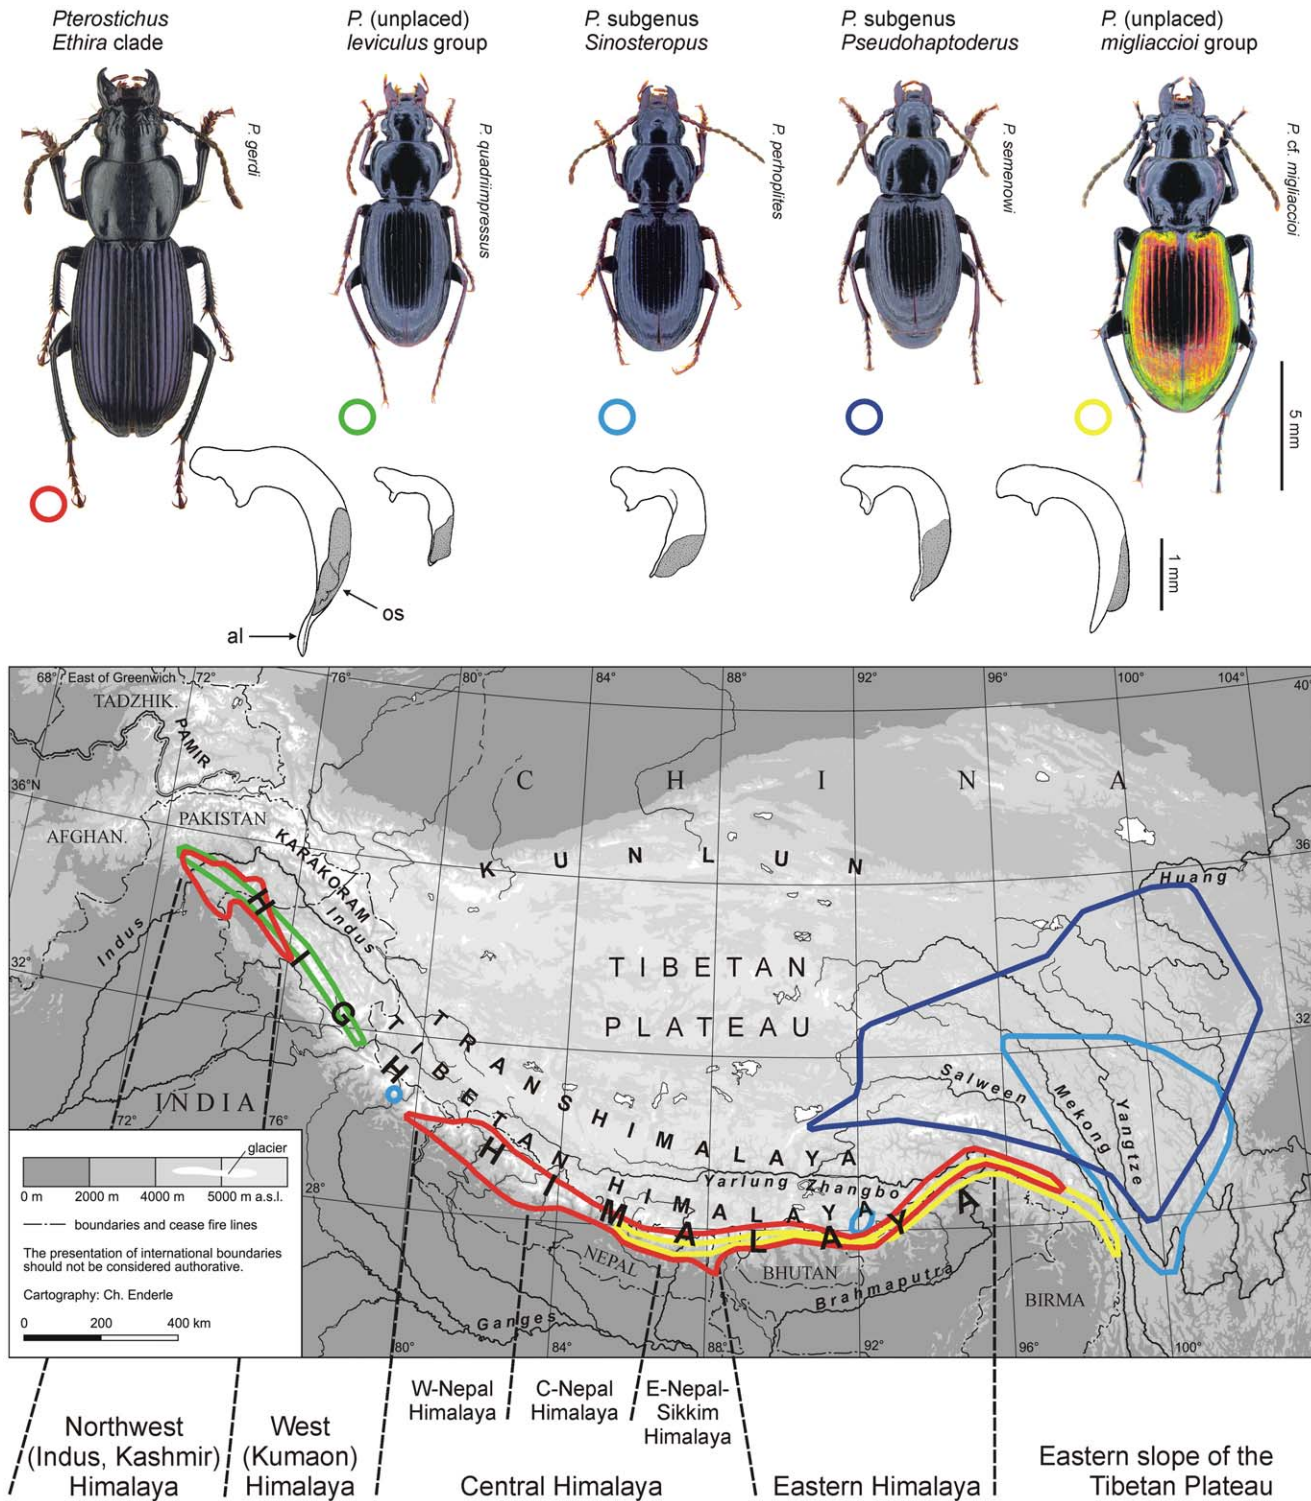 Pterostichus
Ethira clade
P. (unplaced)
leviculus group
P. subgenus
Sinosteropus
P. subgenus
Pseudohaptoderus
P. (unplaced)
migliaccioi group
P. gerdi
P. quadriimpressus
P. perhoplites
P. semenowi
P. cf. migliaccioi
5 mm
os
al
1 mm
68° East of Greenwich
72°
76°
80°
84°
88°
92°
96°
100°
104°
40°
TADZHIK.
PAMIR
36°N
AFGHAN.
PAKISTAN
KARAKORAM
CHINA
KUNLUN
36°
Huang
Indus
Indus
32°
TIBETAN
PLATEAU
32°
TRANSHIMALAYA
TIBETAN HIMALAYA
HIGH HIMALAYA
Salween
Mekong
Yangtze
Yarlung Zhangbo
INDIA
72°
76°
28°
NEPAL
BHUTAN
Brahmaputra
BIRMA
Ganges
80°
84°
88°
92°
96°
100°
glacier
0 m
2000 m
4000 m
5000 m a.s.l.
boundaries and cease fire lines
The presentation of international boundaries
should not be considered authorative.
Cartography: Ch. Enderle
0
200
400 km
W-Nepal
Himalaya
C-Nepal
Himalaya
E-Nepal-
Sikkim
Himalaya
Northwest
(Indus, Kashmir)
Himalaya
West
(Kumaon)
Himalaya
Central Himalaya
Eastern Himalaya
Eastern slope of the
Tibetan Plateau